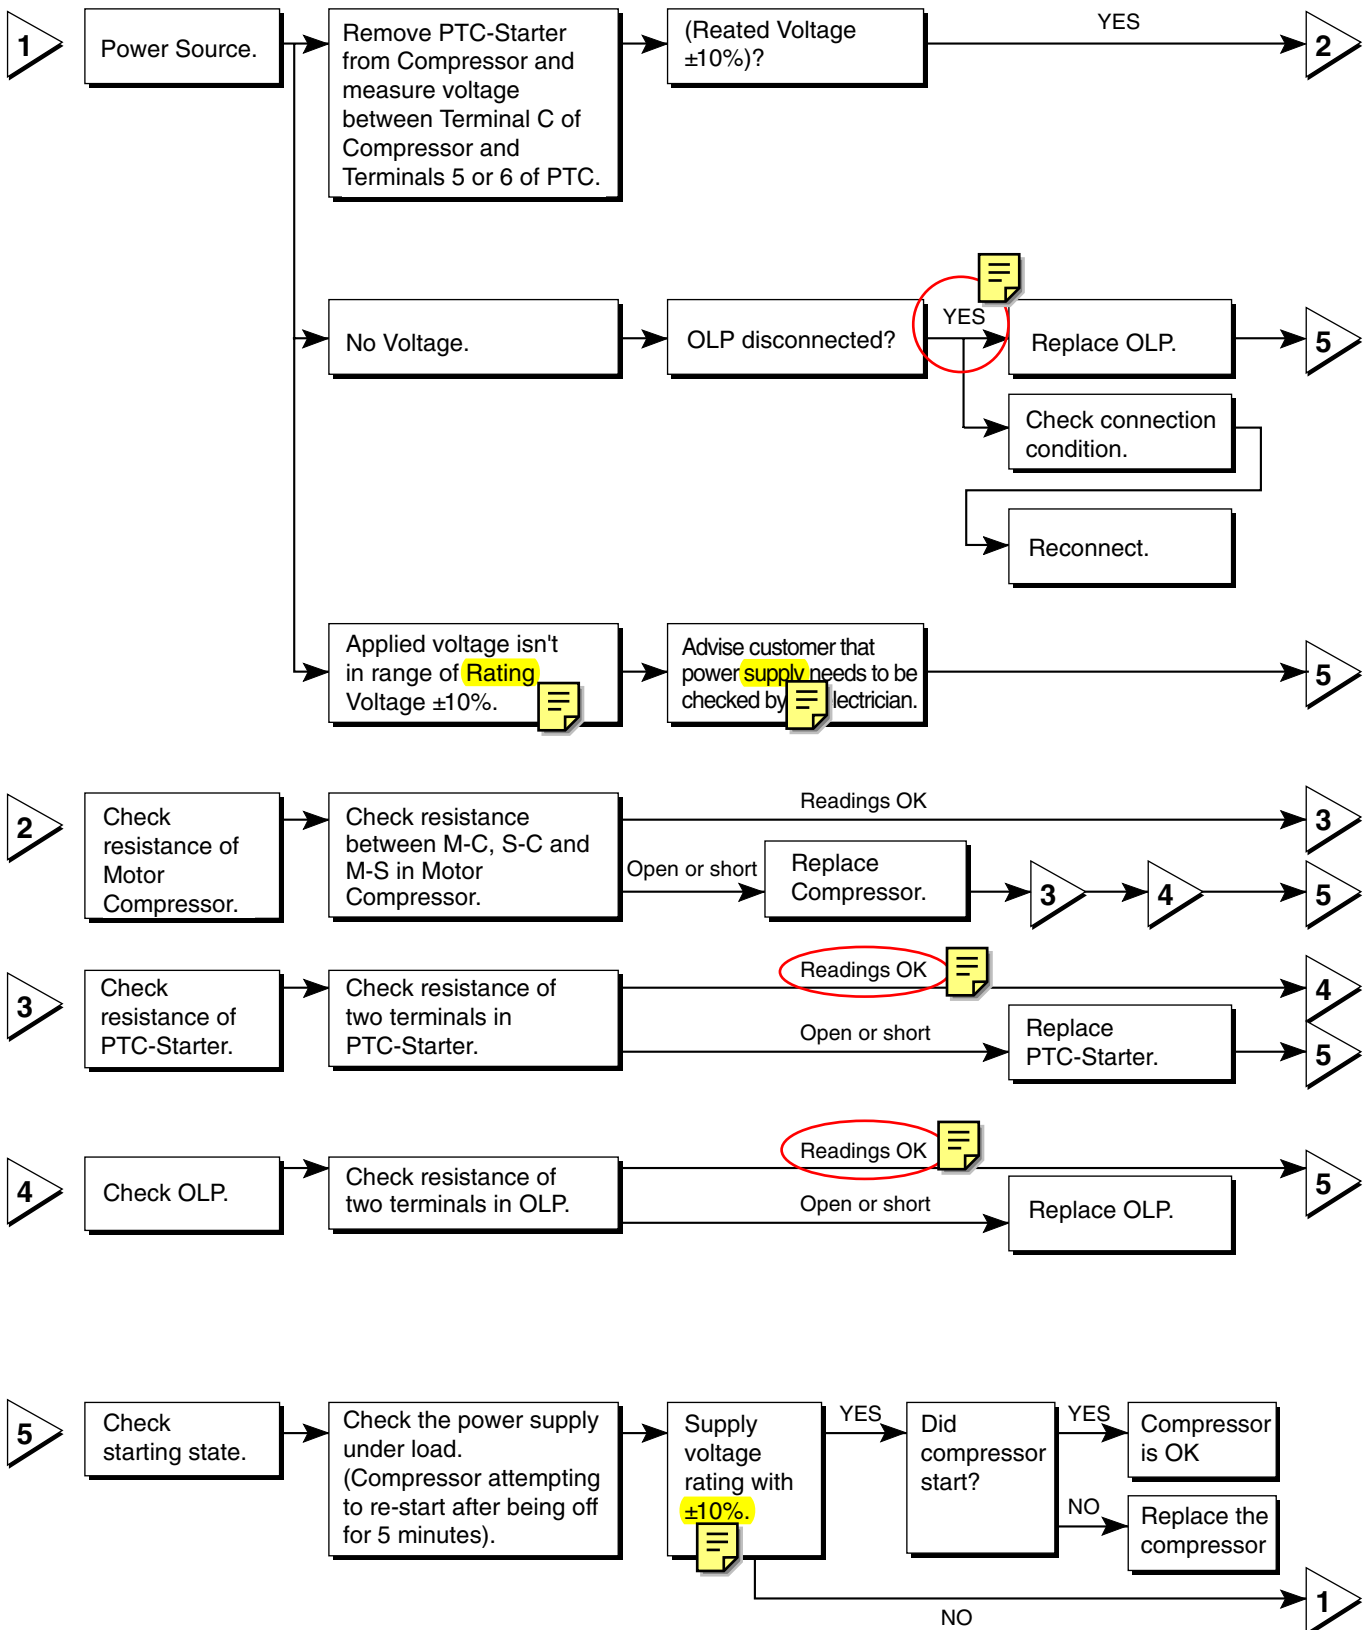 1
Power Source.
Remove PTC-Starter
from Compressor and
measure voltage
between Terminal C of
Compressor and
Terminals 5 or 6 of PTC.
(Reated Voltage
±10%)?
YES
2
No Voltage.
OLP disconnected?
YES
Replace OLP.
5
Check connection
condition.
Reconnect.
Applied voltage isn't
in range of Rating
Voltage ±10%.
Advise customer that
power supply needs to be
checked by lectrician.
5
2
Check
resistance of
Motor
Compressor.
Check resistance
between M-C, S-C and
M-S in Motor
Compressor.
Readings OK
3
Open or short
Replace
Compressor.
3
4
5
3
Check
resistance of
PTC-Starter.
Check resistance of
two terminals in
PTC-Starter.
Readings OK
4
Open or short
Replace
PTC-Starter.
5
4
Check OLP.
Check resistance of
two terminals in OLP.
Readings OK
5
Open or short
Replace OLP.
5
Check
starting state.
Check the power supply
under load.
(Compressor attempting
to re-start after being off
for 5 minutes).
Supply
voltage
rating with
±10%.
YES
Did
compressor
start?
YES
Compressor
is OK
NO
Replace the
compressor
NO
1